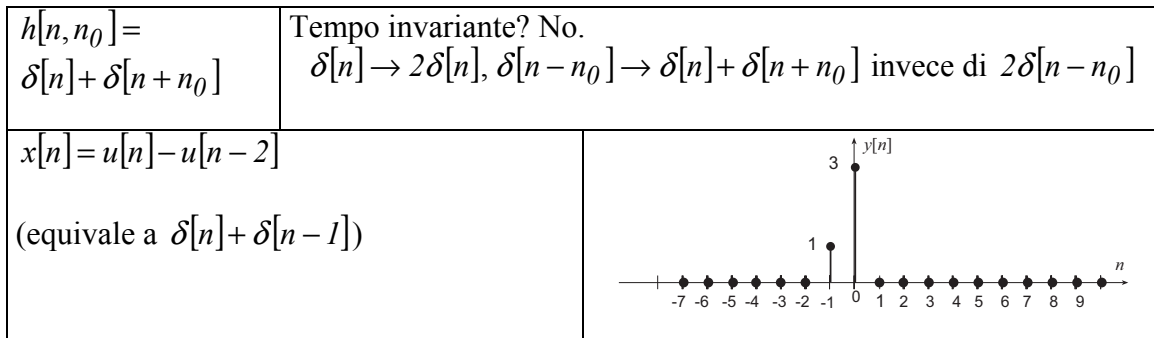 h[n, n₀] =
δ[n] + δ[n + n₀]
Tempo invariante? No.
δ[n] → 2δ[n], δ[n − n₀] → δ[n] + δ[n + n₀] invece di 2δ[n − n₀]
x[n] = u[n] − u[n − 2]
(equivale a δ[n] + δ[n − 1])
y[n]
3
1
n
-7 -6 -5 -4 -3 -2 -1 0 1 2 3 4 5 6 7 8 9